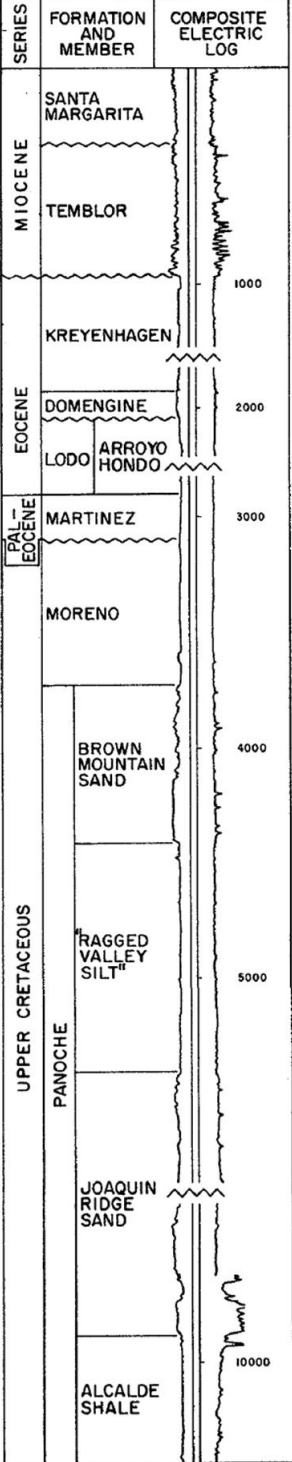 SERIES
FORMATION
AND
MEMBER
COMPOSITE
ELECTRIC
LOG
MIOCENE
SANTA
MARGARITA
TEMBLOR
1000
EOCENE
KREYENHAGEN
DOMENGINE
2000
LODO
ARROYO
HONDO
PAL-
EOCENE
MARTINEZ
3000
UPPER CRETACEOUS
MORENO
PANOCHE
BROWN
MOUNTAIN
SAND
4000
"RAGGED
VALLEY
SILT"
5000
JOAQUIN
RIDGE
SAND
10000
ALCALDE
SHALE